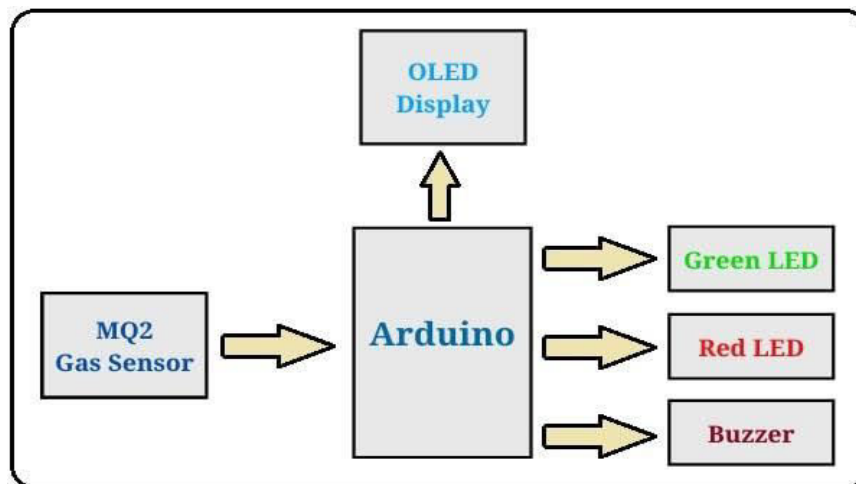 OLED
Display
MQ2
Gas Sensor
Arduino
Green LED
Red LED
Buzzer